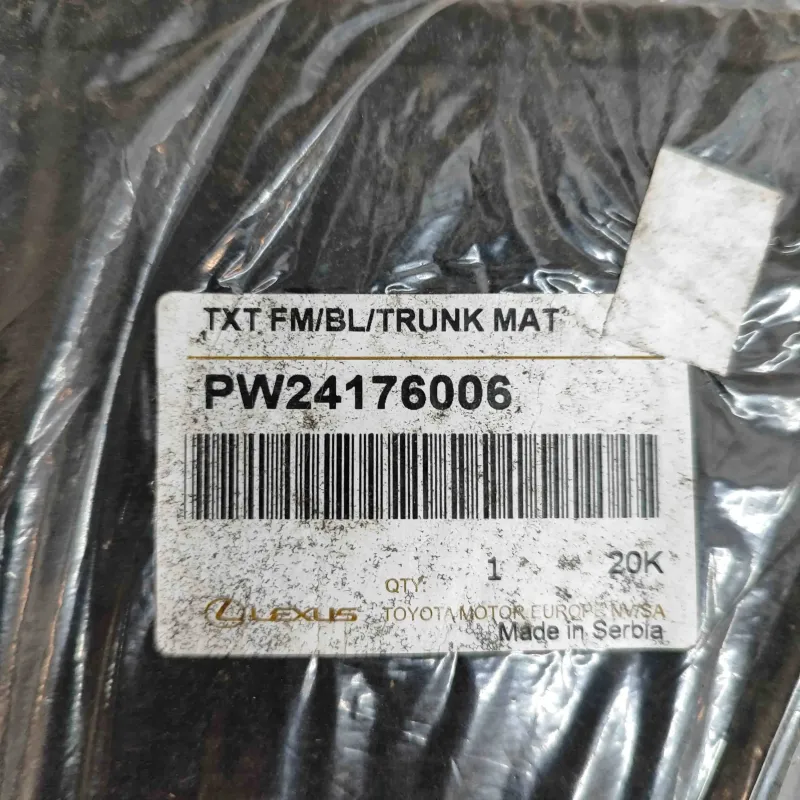 TXT FM/BL/TRUNK MAT
PW24176006
QTY. 1 20K
LEXUS TOYOTA MOTOR EUROPE NV/SA
Made in Serbia